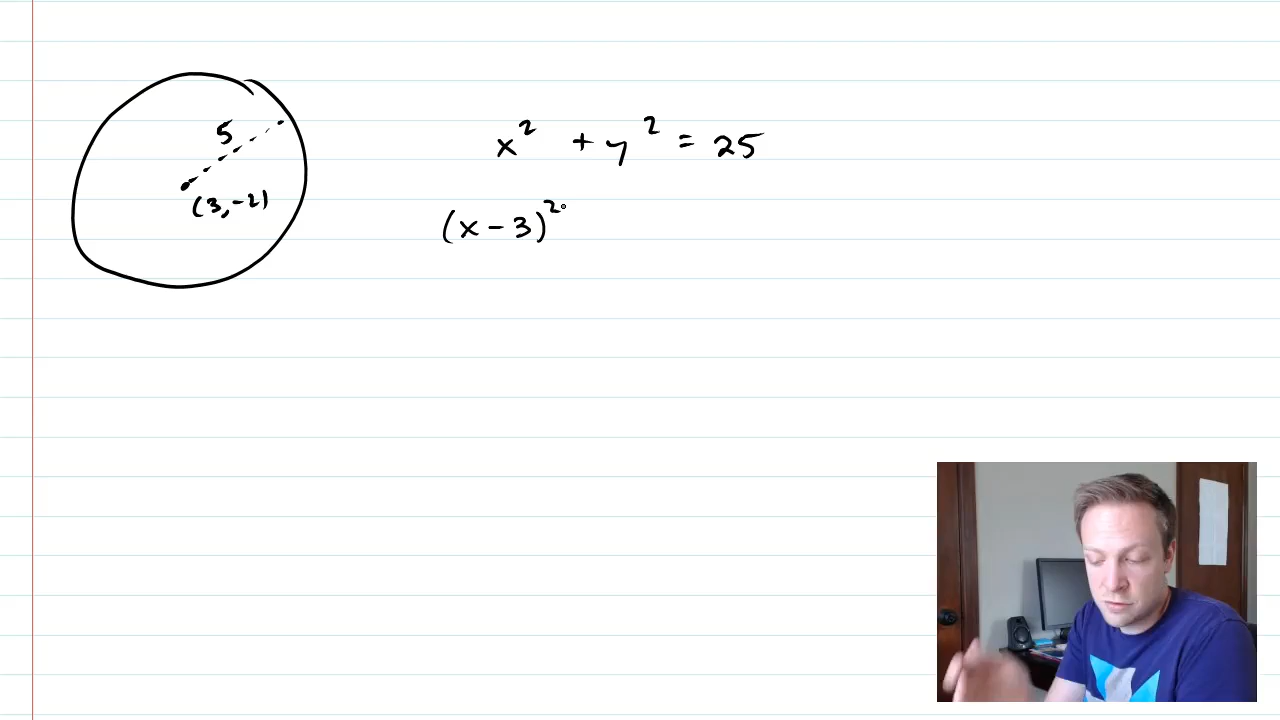 5
(3,-2)
x² + y² = 25
(x-3)²